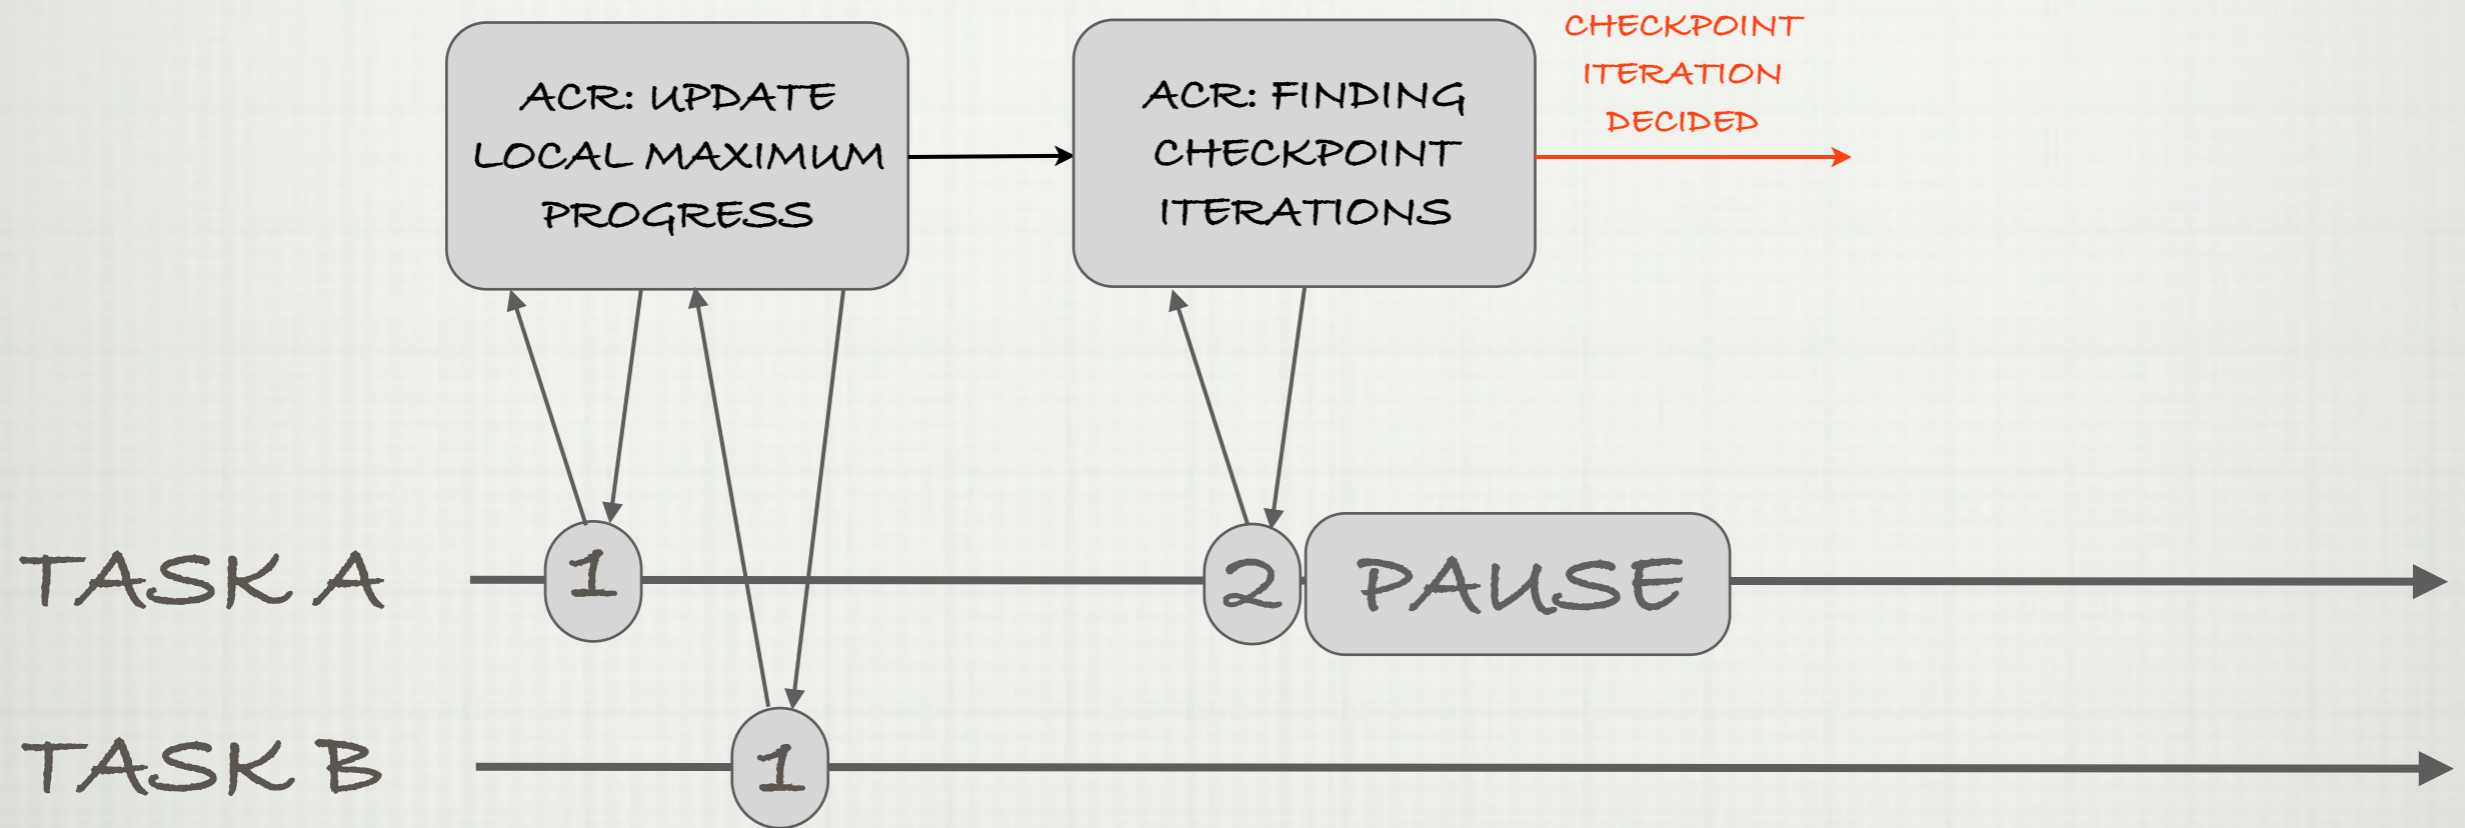 ACR: UPDATE
LOCAL MAXIMUM
PROGRESS
ACR: FINDING
CHECKPOINT
ITERATIONS
CHECKPOINT
ITERATION
DECIDED
TASK A
1
2
PAUSE
TASK B
1